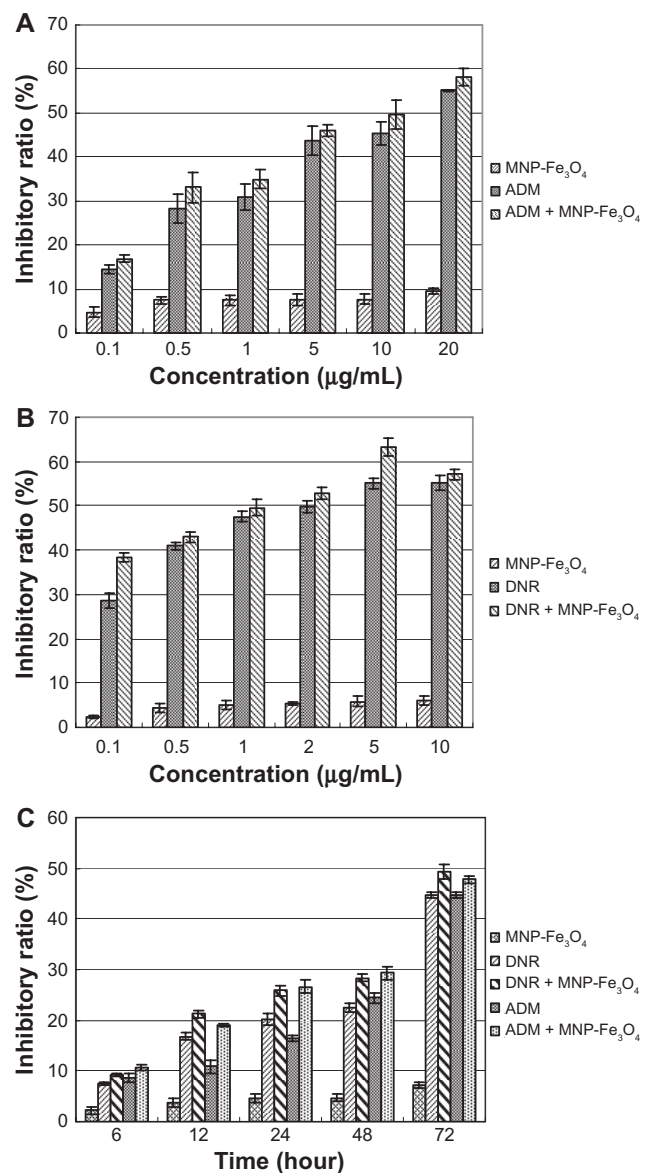 A
Inhibitory ratio (%)
70
60
50
40
30
20
10
0
0.1 0.5 1 5 10 20
Concentration (μg/mL)
MNP-Fe₃O₄
ADM
ADM + MNP-Fe₃O₄
B
Inhibitory ratio (%)
70
60
50
40
30
20
10
0
0.1 0.5 1 2 5 10
Concentration (μg/mL)
MNP-Fe₃O₄
DNR
DNR + MNP-Fe₃O₄
C
Inhibitory ratio (%)
60
50
40
30
20
10
0
6 12 24 48 72
Time (hour)
MNP-Fe₃O₄
DNR
DNR + MNP-Fe₃O₄
ADM
ADM + MNP-Fe₃O₄